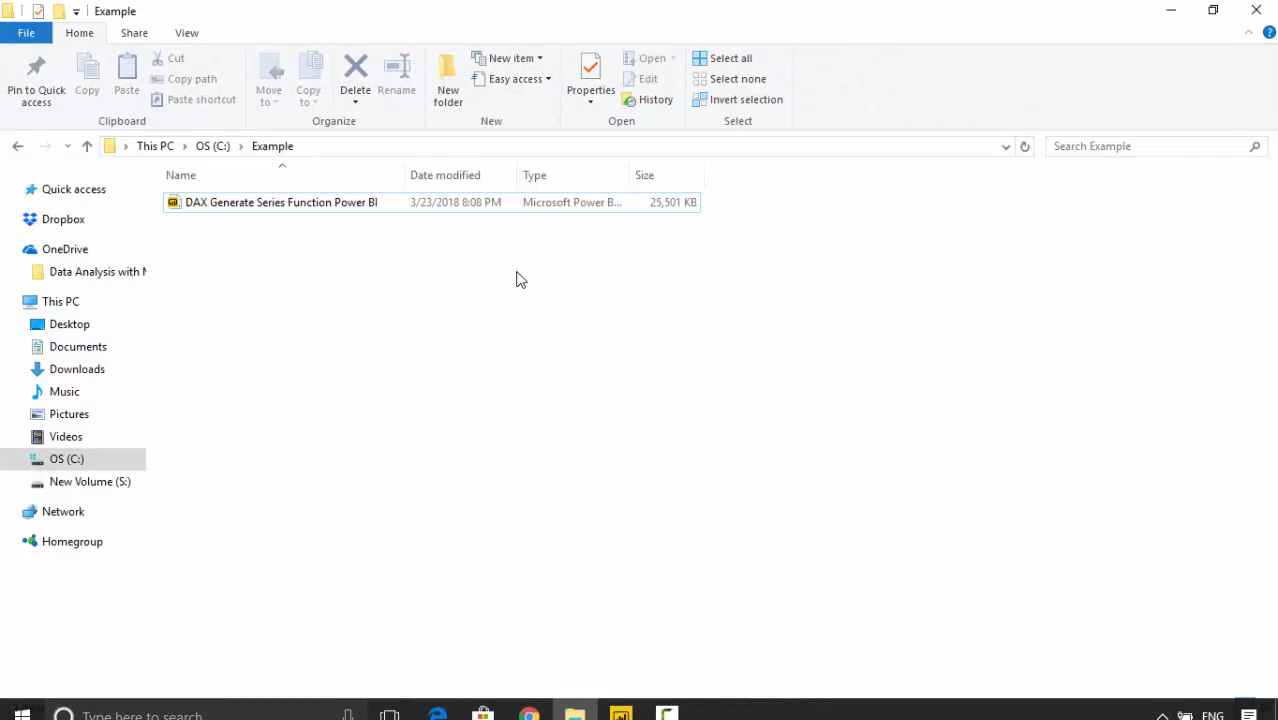 Example
File Home Share View
Pin to Quick access
Copy
Paste
Cut
Copy path
Paste shortcut
Clipboard
Move to
Copy to
Delete
Rename
Organize
New folder
New item
Easy access
New
Properties
Open
Edit
History
Open
Select all
Select none
Invert selection
Select
This PC › OS (C:) › Example
Search Example
Name Date modified Type Size
DAX Generate Series Function Power BI 3/23/2018 8:08 PM Microsoft Power B... 25,501 KB
Quick access
Dropbox
OneDrive
Data Analysis with
This PC
Desktop
Documents
Downloads
Music
Pictures
Videos
OS (C:)
New Volume (S:)
Network
Homegroup
Type here to search
ENG